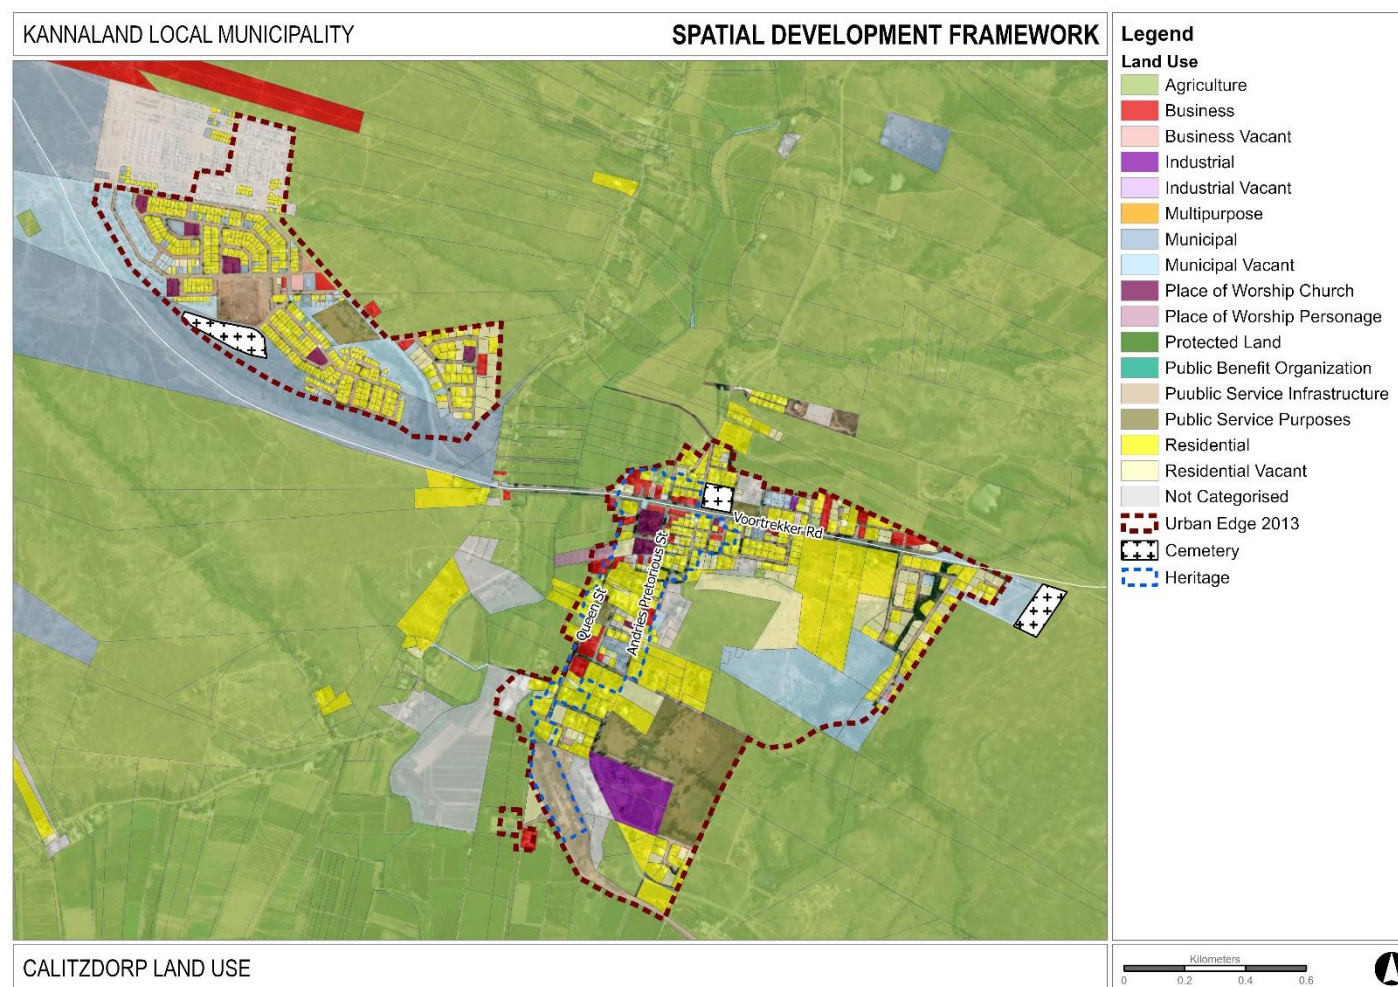 KANNALAND LOCAL MUNICIPALITY
SPATIAL DEVELOPMENT FRAMEWORK
Voortrekker Rd
Andries Pretorious St
Queen St
CALITZDORP LAND USE
Legend
Land Use
Agriculture
Business
Business Vacant
Industrial
Industrial Vacant
Multipurpose
Municipal
Municipal Vacant
Place of Worship Church
Place of Worship Personage
Protected Land
Public Benefit Organization
Puublic Service Infrastructure
Public Service Purposes
Residential
Residential Vacant
Not Categorised
Urban Edge 2013
Cemetery
Heritage
Kilometers
0 0.2 0.4 0.6